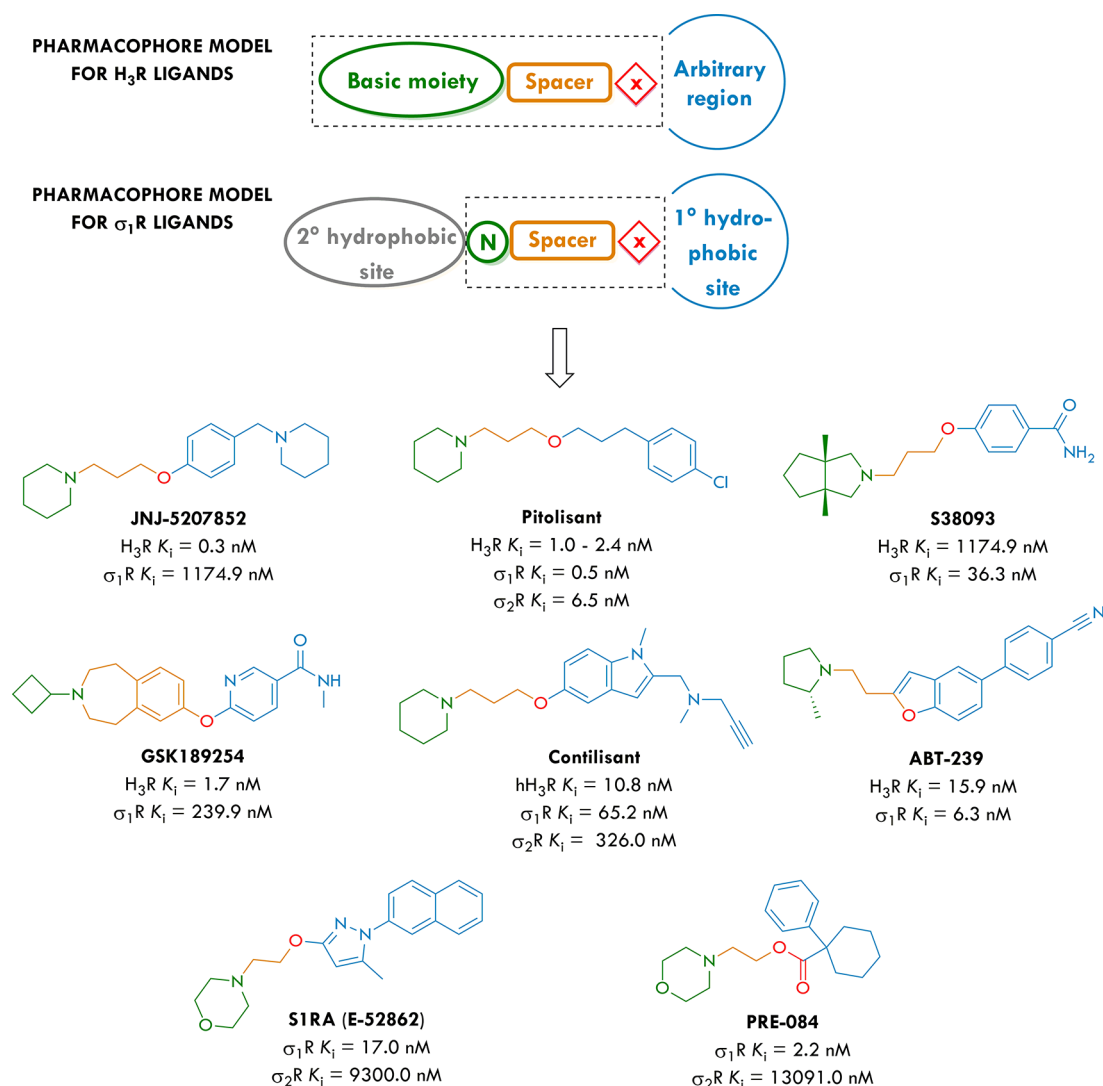 PHARMACOPHORE MODEL
FOR H₃R LIGANDS
Basic moiety
Spacer
x
Arbitrary
region
PHARMACOPHORE MODEL
FOR σ₁R LIGANDS
2° hydrophobic
site
N
Spacer
x
1° hydro-
phobic
site
N
O
N
JNJ-5207852
H₃R Kᵢ = 0.3 nM
σ₁R Kᵢ = 1174.9 nM
N
O
Cl
Pitolisant
H₃R Kᵢ = 1.0 - 2.4 nM
σ₁R Kᵢ = 0.5 nM
σ₂R Kᵢ = 6.5 nM
N
O
O
NH₂
S38093
H₃R Kᵢ = 1174.9 nM
σ₁R Kᵢ = 36.3 nM
N
O
N
O
NH
GSK189254
H₃R Kᵢ = 1.7 nM
σ₁R Kᵢ = 239.9 nM
N
O
N
N
Contilisant
hH₃R Kᵢ = 10.8 nM
σ₁R Kᵢ = 65.2 nM
σ₂R Kᵢ = 326.0 nM
N
O
N
ABT-239
H₃R Kᵢ = 15.9 nM
σ₁R Kᵢ = 6.3 nM
O
N
O
N
N
S1RA (E-52862)
σ₁R Kᵢ = 17.0 nM
σ₂R Kᵢ = 9300.0 nM
O
N
O
O
PRE-084
σ₁R Kᵢ = 2.2 nM
σ₂R Kᵢ = 13091.0 nM